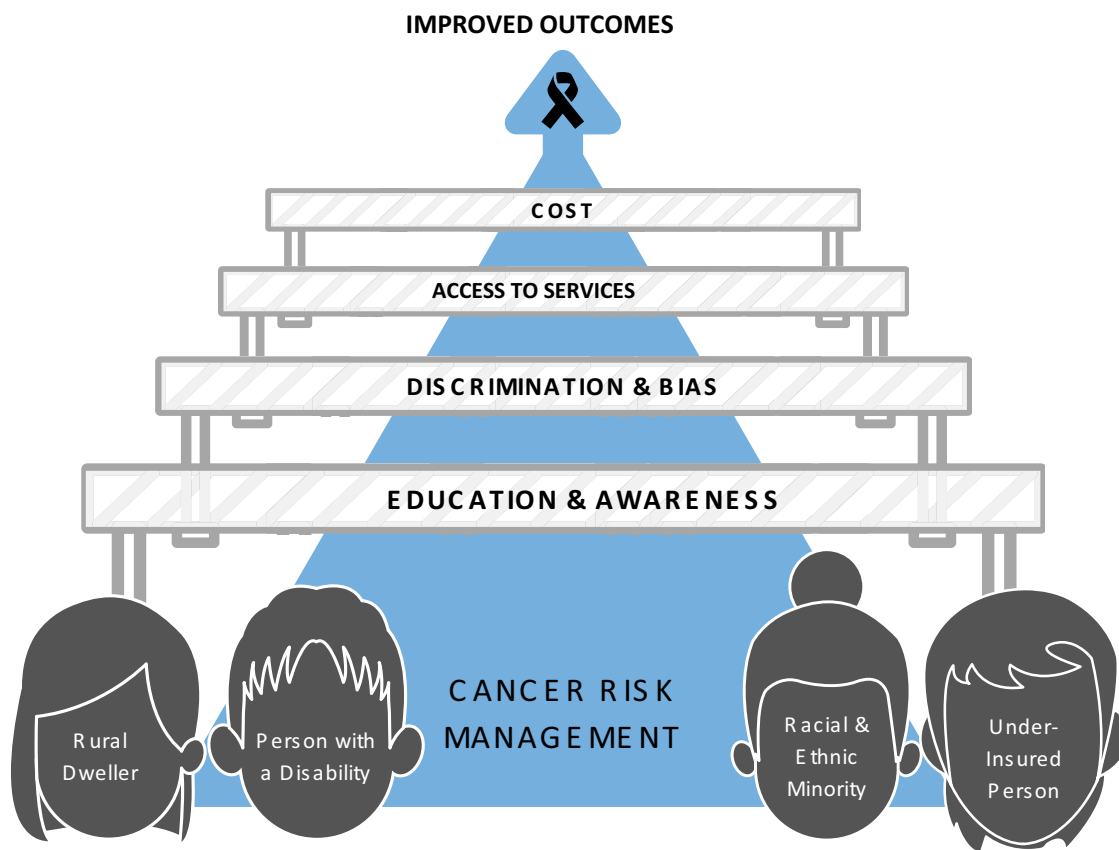 IMPROVED OUTCOMES
COST
ACCESS TO SERVICES
DISCRIMINATION & BIAS
EDUCATION & AWARENESS
CANCER RISK
MANAGEMENT
Rural
Dweller
Person with
a Disability
Racial &
Ethnic
Minority
Under-
Insured
Person